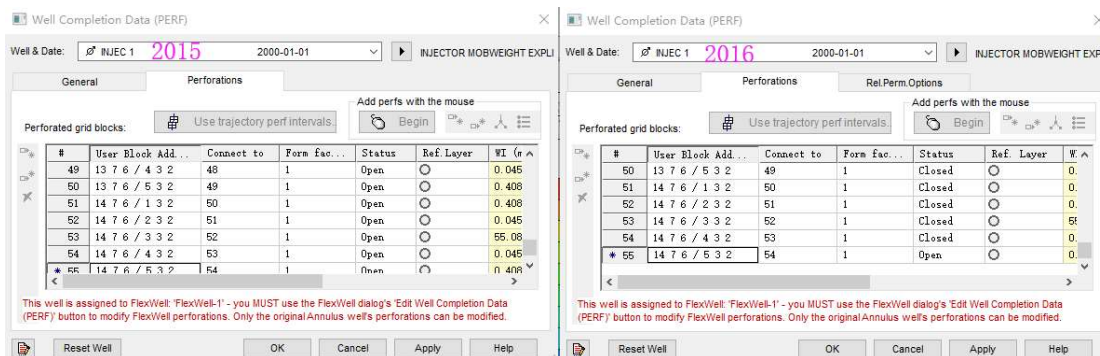 Well Completion Data (PERF)
Well & Date: INJEC 1 2015 2000-01-01 INJECTOR MOBWEIGHT EXPLI
General Perforations
Add perfs with the mouse
Perforated grid blocks: Use trajectory perf intervals. Begin
# User Block Add... Connect to Form fac... Status Ref.Layer WI (m
49 13 7 6 / 4 3 2 48 1 Open 0.045
50 13 7 6 / 5 3 2 49 1 Open 0.408
51 14 7 6 / 1 3 2 50 1 Open 0.408
52 14 7 6 / 2 3 2 51 1 Open 0.045
53 14 7 6 / 3 3 2 52 1 Open 55.08
54 14 7 6 / 4 3 2 53 1 Open 0.045
* 55 14 7 6 / 5 3 2 54 1 Open 0.408
This well is assigned to FlexWell: 'FlexWell-1' - you MUST use the FlexWell dialog's 'Edit Well Completion Data
(PERF)' button to modify FlexWell perforations. Only the original Annulus well's perforations can be modified.
Reset Well OK Cancel Apply Help
Well Completion Data (PERF)
Well & Date: INJEC 1 2016 2000-01-01 INJECTOR MOBWEIGHT EXP
General Perforations Rel.Perm.Options
Add perfs with the mouse
Perforated grid blocks: Use trajectory perf intervals. Begin
# User Block Add... Connect to Form fac... Status Ref. Layer W
50 13 7 6 / 5 3 2 49 1 Closed 0.
51 14 7 6 / 1 3 2 50 1 Closed 0.
52 14 7 6 / 2 3 2 51 1 Closed 0.
53 14 7 6 / 3 3 2 52 1 Closed 55
54 14 7 6 / 4 3 2 53 1 Closed 0.
* 55 14 7 6 / 5 3 2 54 1 Open 0.
This well is assigned to FlexWell: 'FlexWell-1' - you MUST use the FlexWell dialog's 'Edit Well Completion Data
(PERF)' button to modify FlexWell perforations. Only the original Annulus well's perforations can be modified.
Reset Well OK Cancel Apply Help